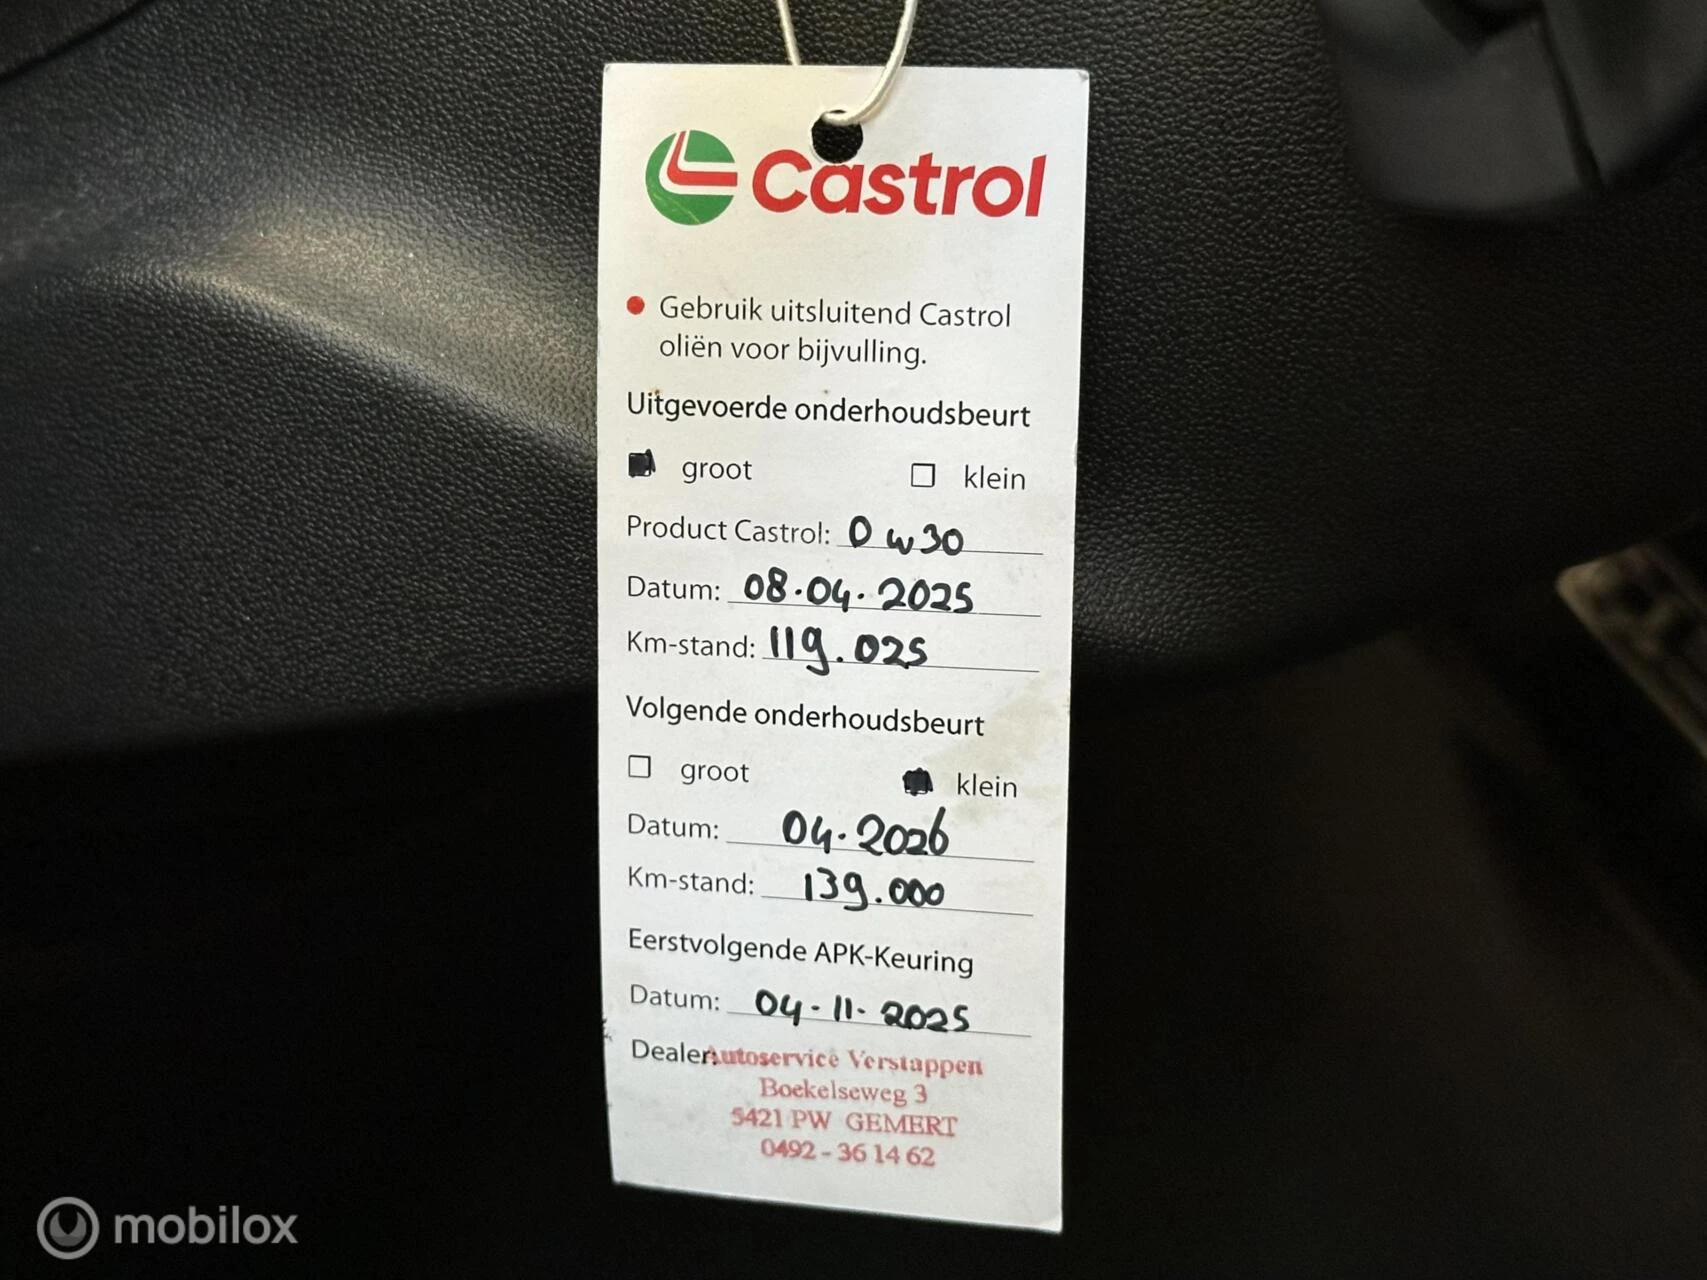 Castrol
Gebruik uitsluitend Castrol
oliën voor bijvulling.
Uitgevoerde onderhoudsbeurt
groot klein
Product Castrol: 0 w 30
Datum: 08.04.2025
Km-stand: 119.025
Volgende onderhoudsbeurt
groot klein
Datum: 04.2026
Km-stand: 139.000
Eerstvolgende APK-Keuring
Datum: 04-11-2025
Dealer: Autoservice Verstappen
Boekelseweg 3
5421 PW GEMERT
0492 - 36 14 62
mobilox